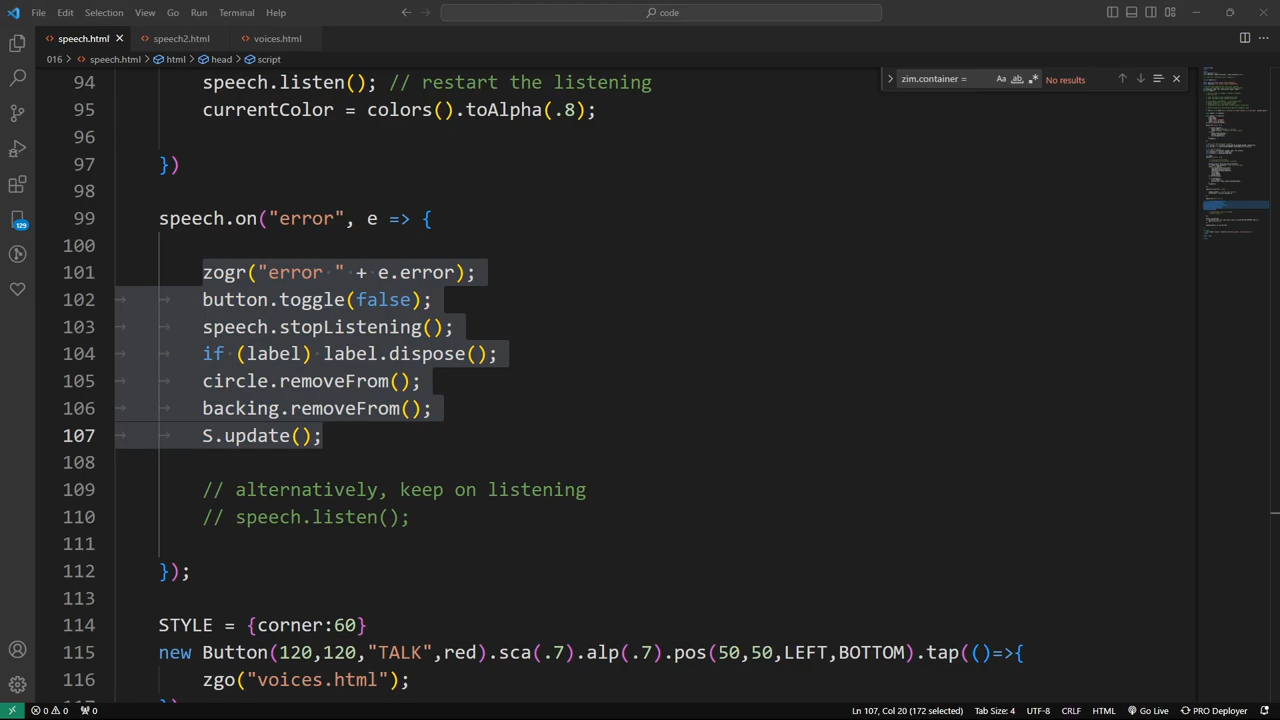 File Edit Selection View Go Run Terminal Help
code
speech.html speech2.html voices.html
016 > speech.html > html > head > script
zim.container = Aa ab .* No results
94 speech.listen(); // restart the listening
95 currentColor = colors().toAlpha(.8);
96
97 })
98
99 speech.on("error", e => {
100
101 zogr("error " + e.error);
102 button.toggle(false);
103 speech.stopListening();
104 if (label) label.dispose();
105 circle.removeFrom();
106 backing.removeFrom();
107 S.update();
108
109 // alternatively, keep on listening
110 // speech.listen();
111
112 });
113
114 STYLE = {corner:60}
115 new Button(120,120,"TALK",red).sca(.7).alp(.7).pos(50,50,LEFT,BOTTOM).tap(()=>{
116 zgo("voices.html");
129
0 0 0 Ln 107, Col 20 (172 selected) Tab Size: 4 UTF-8 CRLF HTML Go Live PRO Deployer